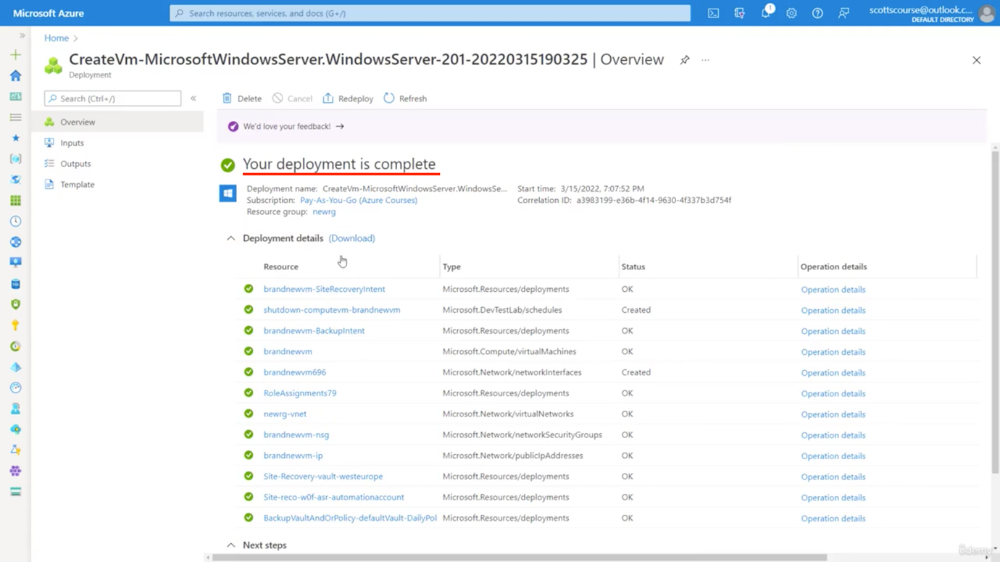 Microsoft Azure
Search resources, services, and docs (G+/)
1
scottscourse@outlook.c...
DEFAULT DIRECTORY
Home
CreateVm-MicrosoftWindowsServer.WindowsServer-201-20220315190325 | Overview
Deployment
Search (Ctrl+/)
Delete Cancel Redeploy Refresh
Overview
Inputs
Outputs
Template
We'd love your feedback! →
Your deployment is complete
Deployment name: CreateVm-MicrosoftWindowsServer.WindowsSe... Start time: 3/15/2022, 7:07:52 PM
Subscription: Pay-As-You-Go (Azure Courses) Correlation ID: a3983199-e36b-4f14-9630-4f337b3d754f
Resource group: newrg
Deployment details (Download)
Resource Type Status Operation details
brandnewvm-SiteRecoveryIntent Microsoft.Resources/deployments OK Operation details
shutdown-computevm-brandnewvm Microsoft.DevTestLab/schedules Created Operation details
brandnewvm-BackupIntent Microsoft.Resources/deployments OK Operation details
brandnewvm Microsoft.Compute/virtualMachines OK Operation details
brandnewvm696 Microsoft.Network/networkInterfaces Created Operation details
RoleAssignments79 Microsoft.Resources/deployments OK Operation details
newrg-vnet Microsoft.Network/virtualNetworks OK Operation details
brandnewvm-nsg Microsoft.Network/networkSecurityGroups OK Operation details
brandnewvm-ip Microsoft.Network/publicIpAddresses OK Operation details
Site-Recovery-vault-westeurope Microsoft.Resources/deployments OK Operation details
Site-reco-w0f-asr-automationaccount Microsoft.Resources/deployments OK Operation details
BackupVaultAndOrPolicy-defaultVault-DailyPol Microsoft.Resources/deployments OK Operation details
Next steps
ûdemy